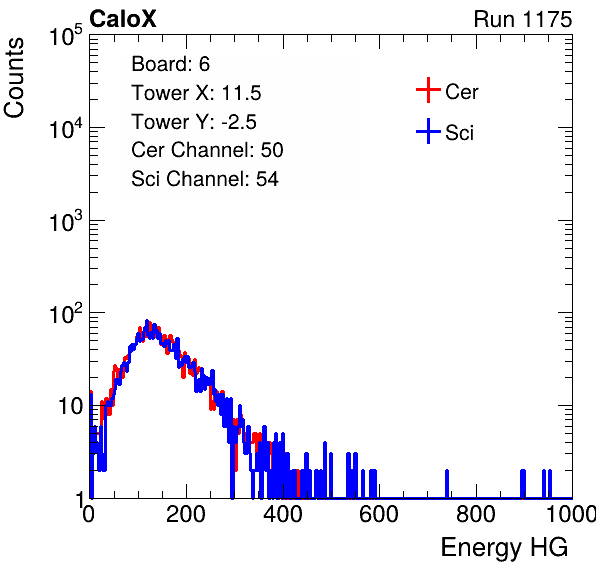 CaloX Run 1175
Counts
10^5
10^4
10^3
10^2
10
1
Board: 6
Tower X: 11.5
Tower Y: -2.5
Cer Channel: 50
Sci Channel: 54
Cer
Sci
0 200 400 600 800 1000
Energy HG